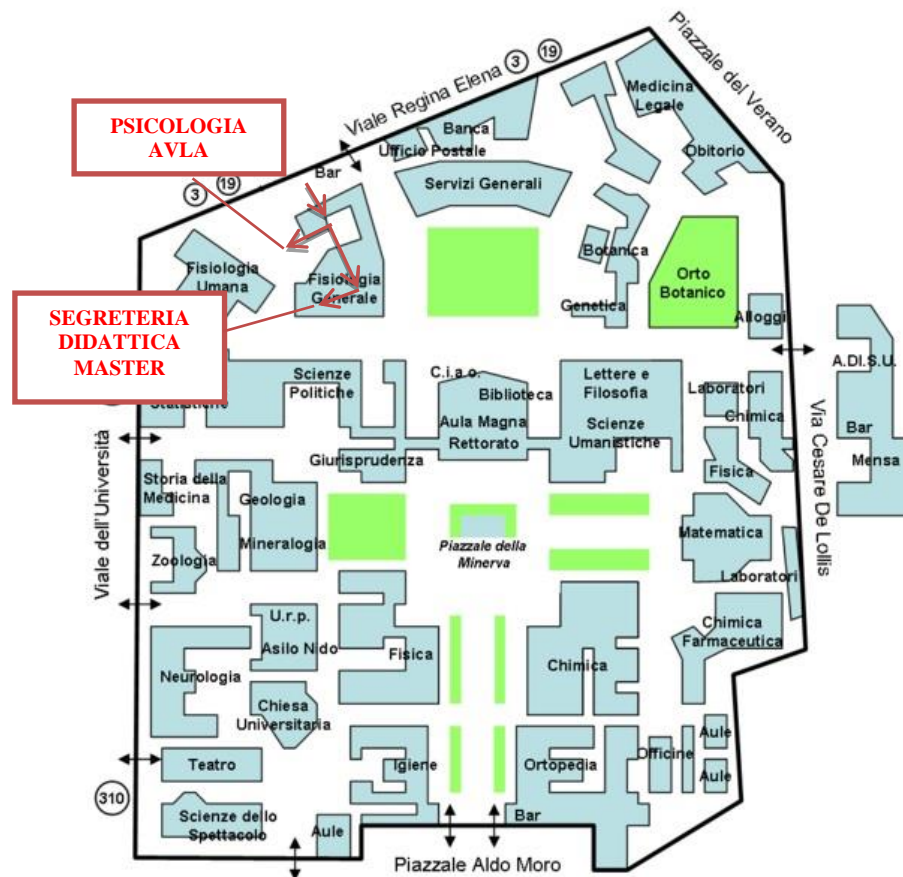 Piazzale del Verano
Viale Regina Elena
3
19
Medicina
Legale
Obitorio
Banca
Ufficio Postale
PSICOLOGIA
AVLA
Bar
Servizi Generali
3
19
Botanica
Orto
Botanico
Fisiologia
Umana
Fisiologia
Generale
Genetica
Alloggi
SEGRETERIA
DIDATTICA
MASTER
A.DI.S.U.
Scienze
Politiche
C.i.a.o.
Biblioteca
Lettere e
Filosofia
Laboratori
Chimica
Statistiche
Aula Magna
Rettorato
Scienze
Umanistiche
Bar
Mensa
Via Cesare De Lollis
Giurisprudenza
Fisica
Viale dell'Università
Storia della
Medicina
Geologia
Mineralogia
Zoologia
Piazzale della
Minerva
Matematica
Laboratori
U.r.p.
Asilo Nido
Fisica
Chimica
Chimica
Farmaceutica
Neurologia
Chiesa
Universitaria
Teatro
Igiene
Ortopedia
Officine
Aule
Aule
310
Scienze dello
Spettacolo
Aule
Bar
Piazzale Aldo Moro